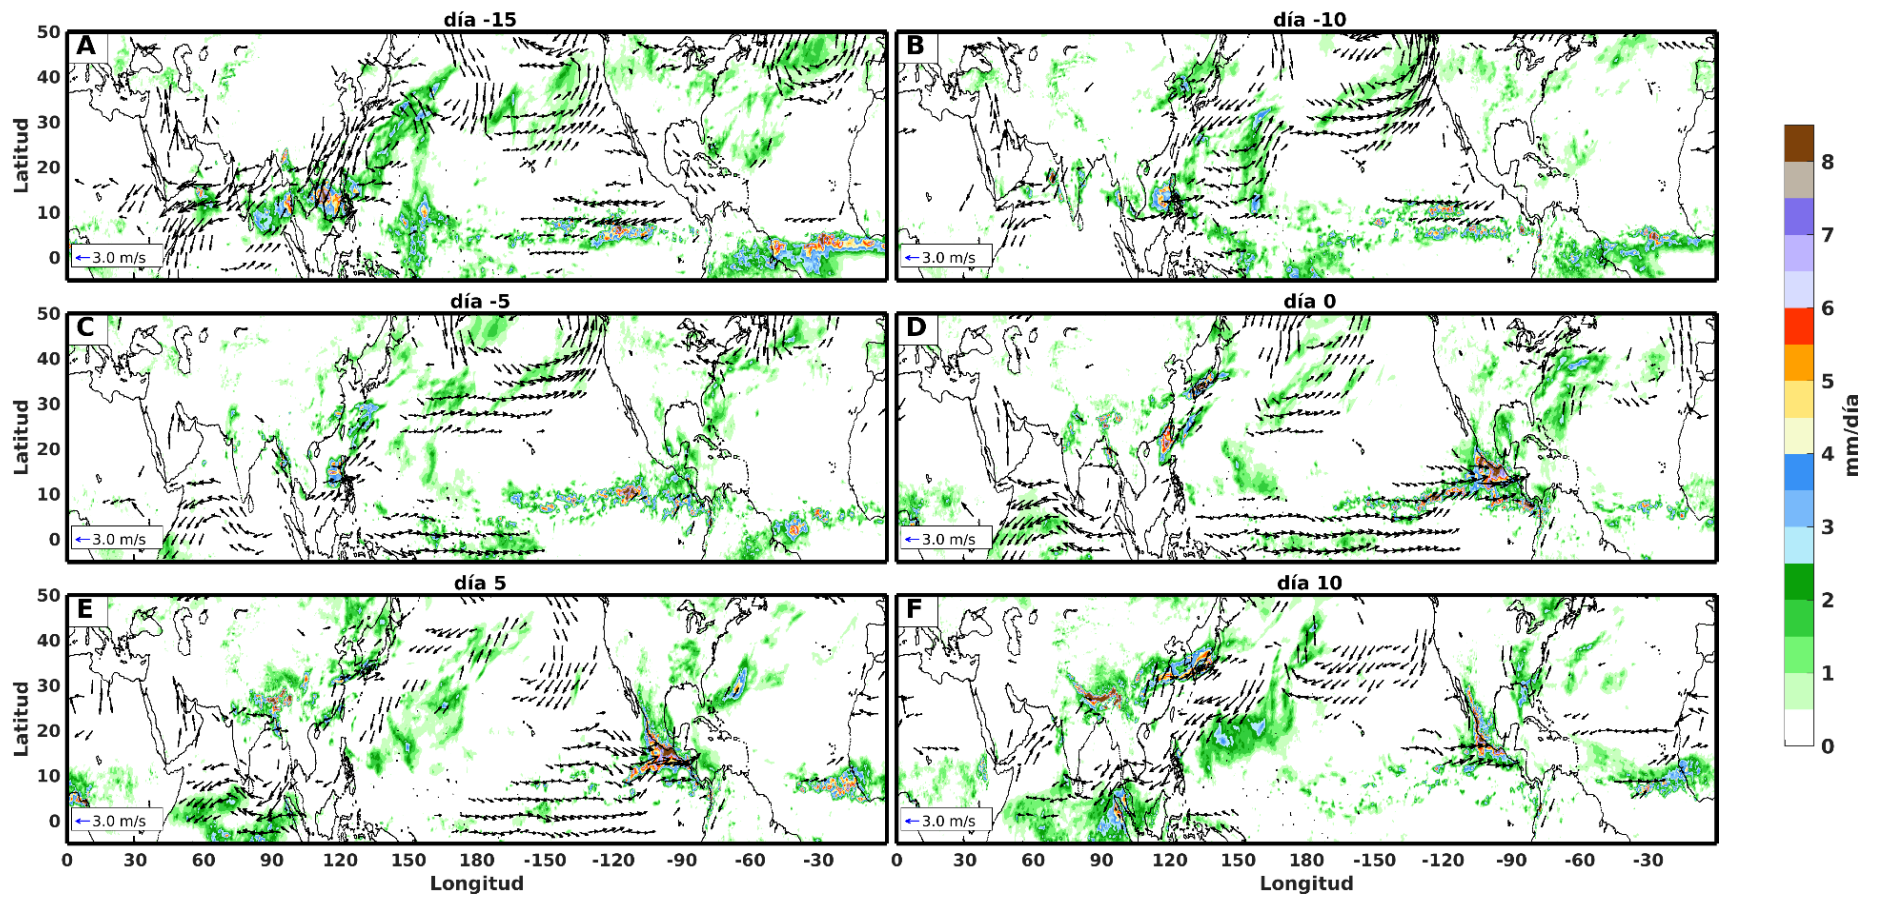 día -15
día -10
50
40
30
20
10
0
Latitud
A
←3.0 m/s
B
←3.0 m/s
día -5
día 0
50
40
30
20
10
0
Latitud
C
←3.0 m/s
D
←3.0 m/s
día 5
día 10
50
40
30
20
10
0
Latitud
E
←3.0 m/s
F
←3.0 m/s
0 30 60 90 120 150 180 -150 -120 -90 -60 -30
Longitud
0 30 60 90 120 150 180 -150 -120 -90 -60 -30
Longitud
8
7
6
5
4
3
2
1
0
mm/día